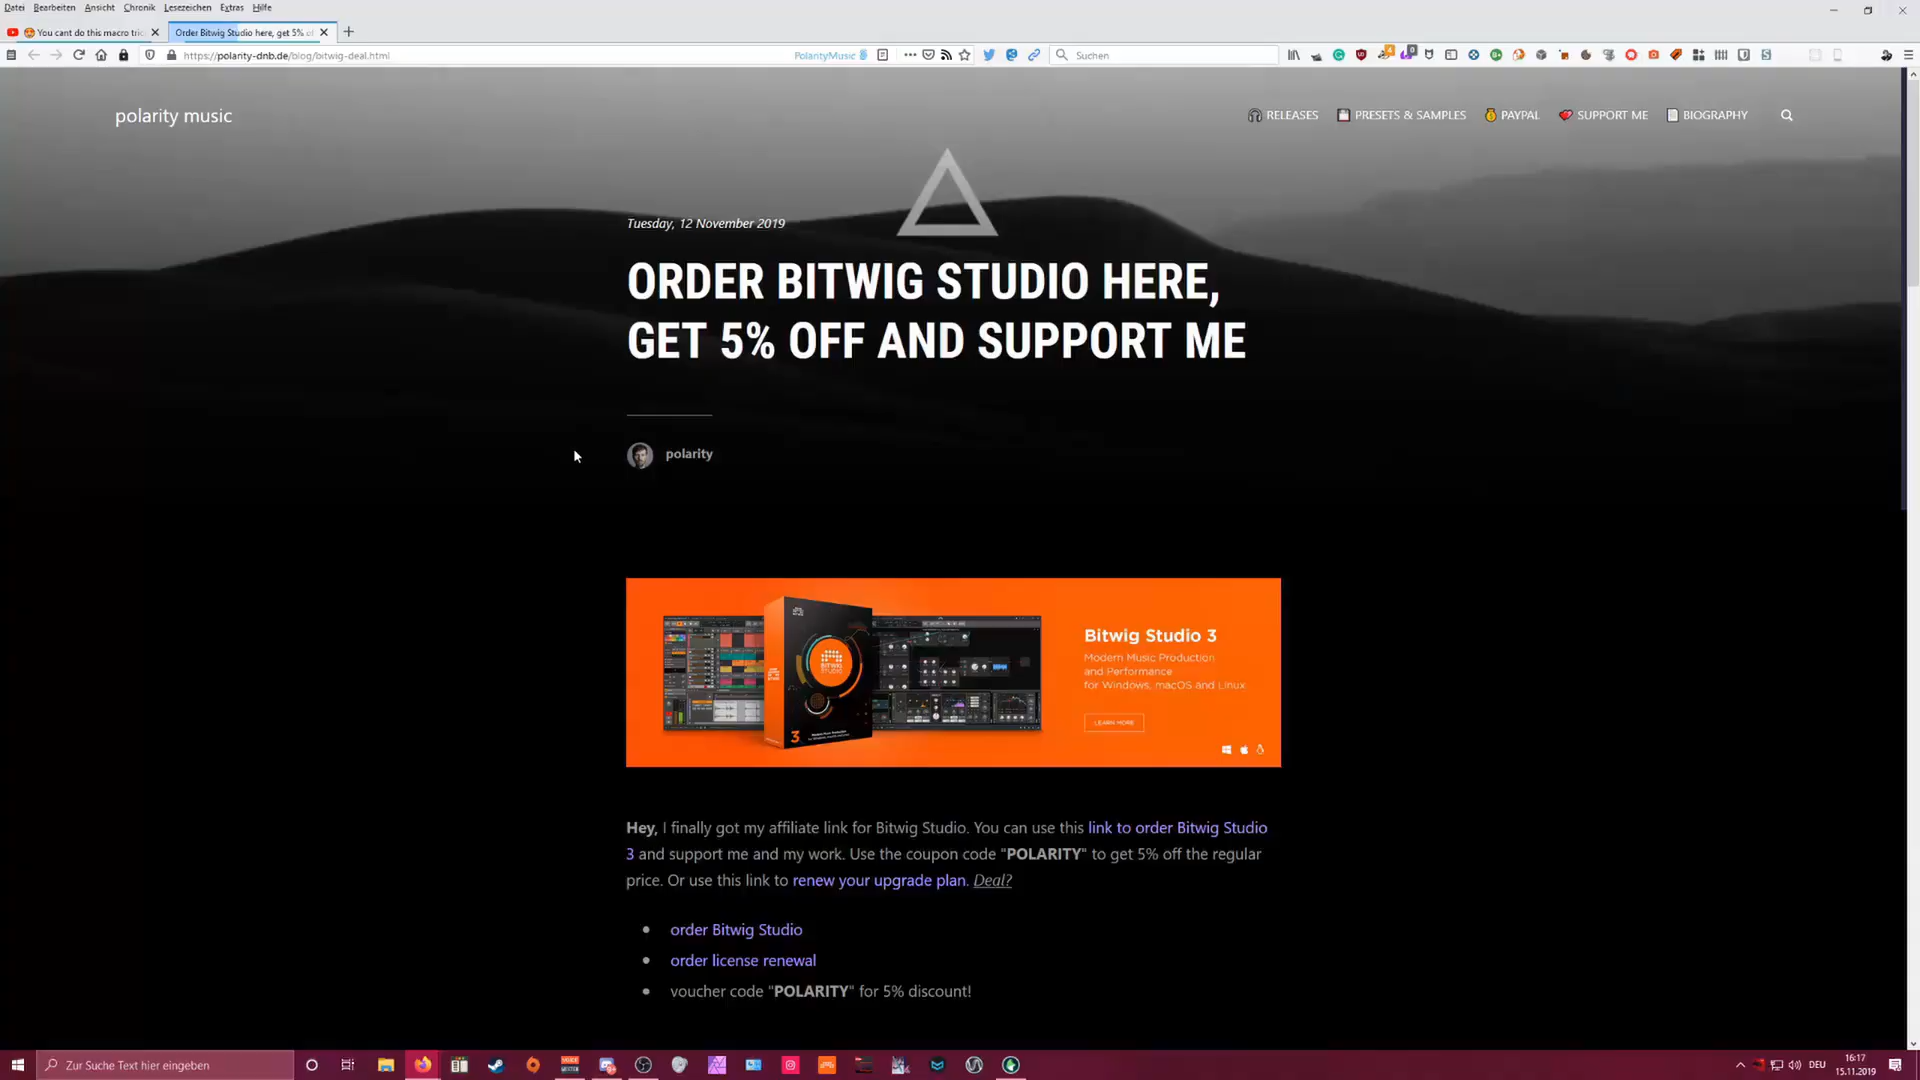 Datei Bearbeiten Ansicht Chronik Lesezeichen Extras Hilfe
You cant do this macro tric
Order Bitwig Studio here, get 5% of
https://polarity-dnb.de/blog/bitwig-deal.html
PolarityMusic
Suchen
polarity music
RELEASES PRESETS & SAMPLES PAYPAL SUPPORT ME BIOGRAPHY
Tuesday, 12 November 2019
ORDER BITWIG STUDIO HERE,
GET 5% OFF AND SUPPORT ME
polarity
BITWIG
STUDIO
3
Bitwig Studio 3
Modern Music Production
and Performance
for Windows, macOS and Linux
LEARN MORE
Hey, I finally got my affiliate link for Bitwig Studio. You can use this link to order Bitwig Studio
3 and support me and my work. Use the coupon code "POLARITY" to get 5% off the regular
price. Or use this link to renew your upgrade plan. Deal?
order Bitwig Studio
order license renewal
voucher code "POLARITY" for 5% discount!
Zur Suche Text hier eingeben
DEU
16:17
15.11.2019